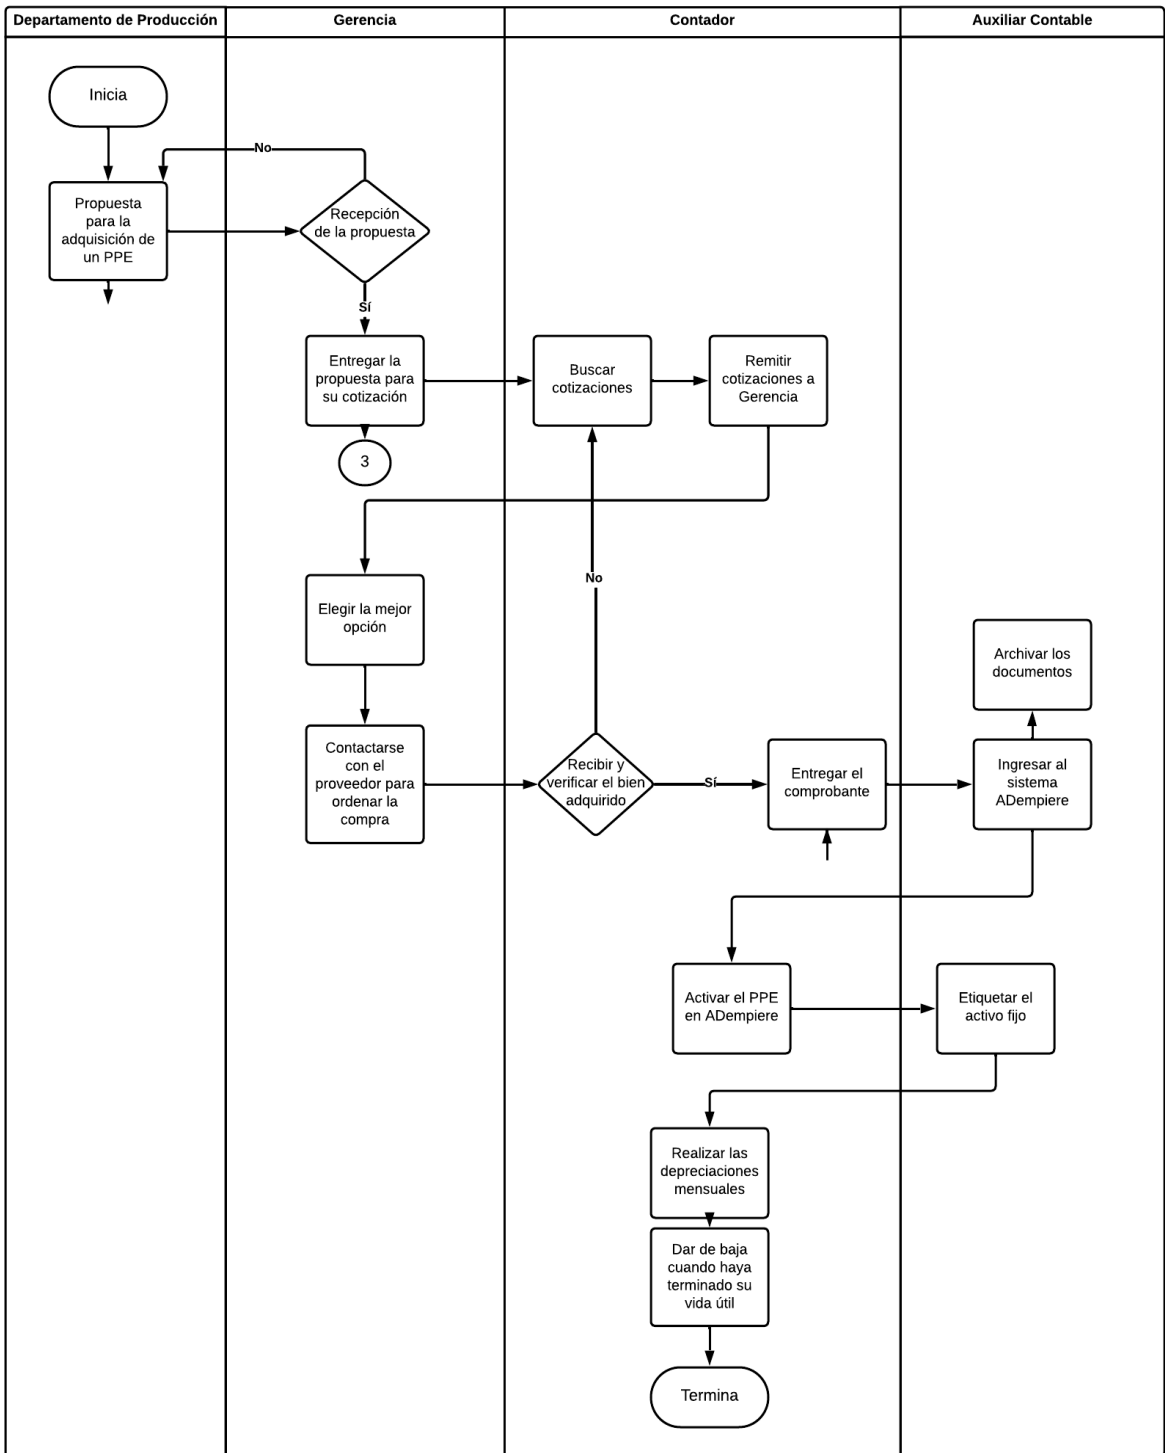 Departamento de Producción
Gerencia
Contador
Auxiliar Contable
Inicia
No
Propuesta
para la
adquisición de
un PPE
Recepción
de la propuesta
Sí
Entregar la
propuesta para
su cotización
Buscar
cotizaciones
Remitir
cotizaciones a
Gerencia
3
Elegir la mejor
opción
No
Archivar los
documentos
Contactarse
con el
proveedor para
ordenar la
compra
Recibir y
verificar el bien
adquirido
Sí
Entregar el
comprobante
Ingresar al
sistema
ADempiere
Activar el PPE
en ADempiere
Etiquetar el
activo fijo
Realizar las
depreciaciones
mensuales
Dar de baja
cuando haya
terminado su
vida útil
Termina